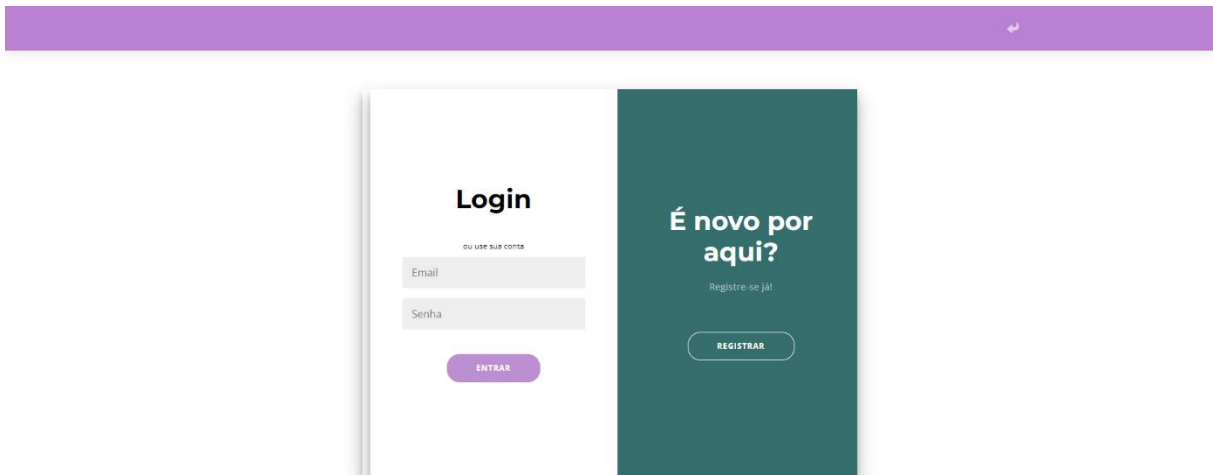 Login
ou use sua conta
Email
Senha
ENTRAR
É novo por
aqui?
Registre-se já!
REGISTRAR